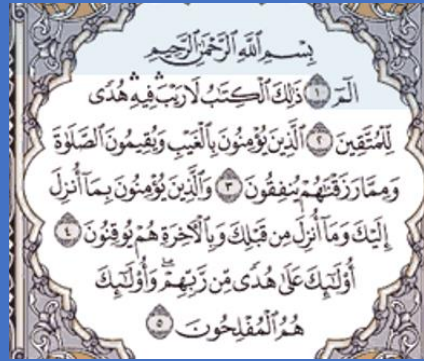 بِسْمِ ٱللَّهِ ٱلرَّحْمَٰنِ ٱلرَّحِيمِ
الٓمٓ ١ ذَٰلِكَ ٱلْكِتَٰبُ لَا رَيْبَ ۛ فِيهِ ۛ هُدًى
لِّلْمُتَّقِينَ ٢ ٱلَّذِينَ يُؤْمِنُونَ بِٱلْغَيْبِ وَيُقِيمُونَ ٱلصَّلَوٰةَ
وَمِمَّا رَزَقْنَٰهُمْ يُنفِقُونَ ٣ وَٱلَّذِينَ يُؤْمِنُونَ بِمَآ أُنزِلَ
إِلَيْكَ وَمَآ أُنزِلَ مِن قَبْلِكَ وَبِٱلْءَاخِرَةِ هُمْ يُوقِنُونَ ٤
أُو۟لَٰٓئِكَ عَلَىٰ هُدًى مِّن رَّبِّهِمْ ۖ وَأُو۟لَٰٓئِكَ
هُمُ ٱلْمُفْلِحُونَ ٥